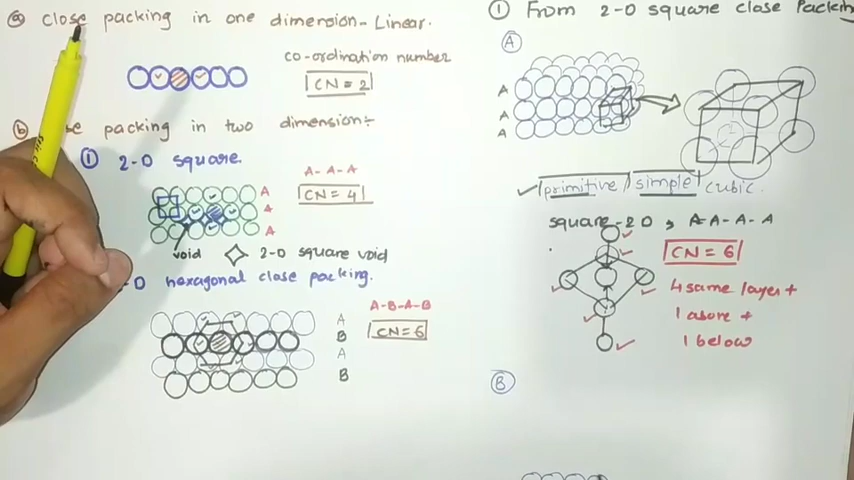 ⓐ close packing in one dimension - Linear.
co-ordination number
CN = 2
ⓑ packing in two dimension :-
① 2-D square.
A - A - A
CN = 4
A
A
A
void 2-D square void
hexagonal close packing.
A-B-A-B
CN = 6
A
B
A
B
① From 2-D square close Packing
Ⓐ
A
A
A
primitive / simple / cubic.
square-2D , A-A-A-A
CN = 6
4 same layer +
1 above +
1 below
Ⓑ